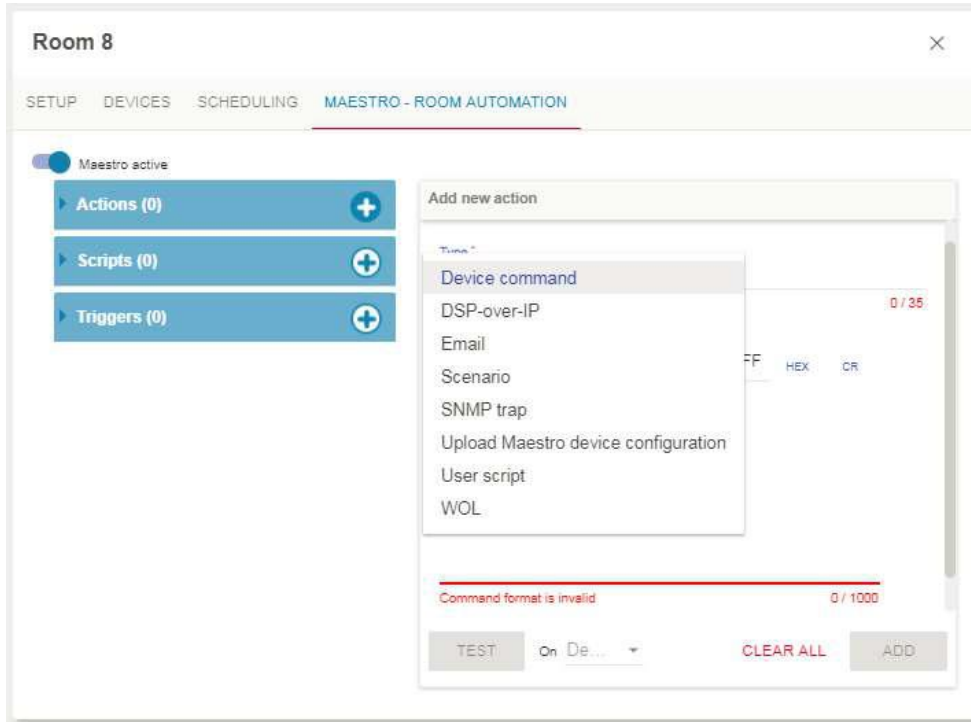 Room 8
SETUP DEVICES SCHEDULING MAESTRO - ROOM AUTOMATION
Maestro active
Actions (0)
Scripts (0)
Triggers (0)
Add new action
Type *
Device command
DSP-over-IP
Email
Scenario
SNMP trap
Upload Maestro device configuration
User script
WOL
0 / 35
FF HEX CR
Command format is invalid 0 / 1000
TEST On De... CLEAR ALL ADD